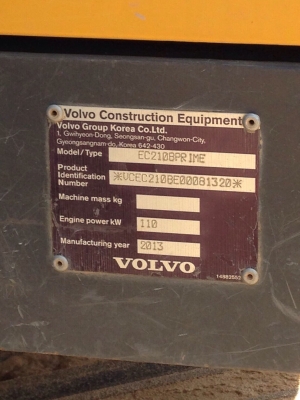 Volvo Construction Equipment
Volvo Group Korea Co.Ltd.
1, Gwihyeon-Dong, Seongsan-gu, Changwon-City,
Gyeongsangnam-do, Korea 642-430
Model / Type EC210BPRIME
Product Identification Number *VCEC210BE00081320*
Machine mass kg
Engine power kW 110
Manufacturing year 2013
VOLVO